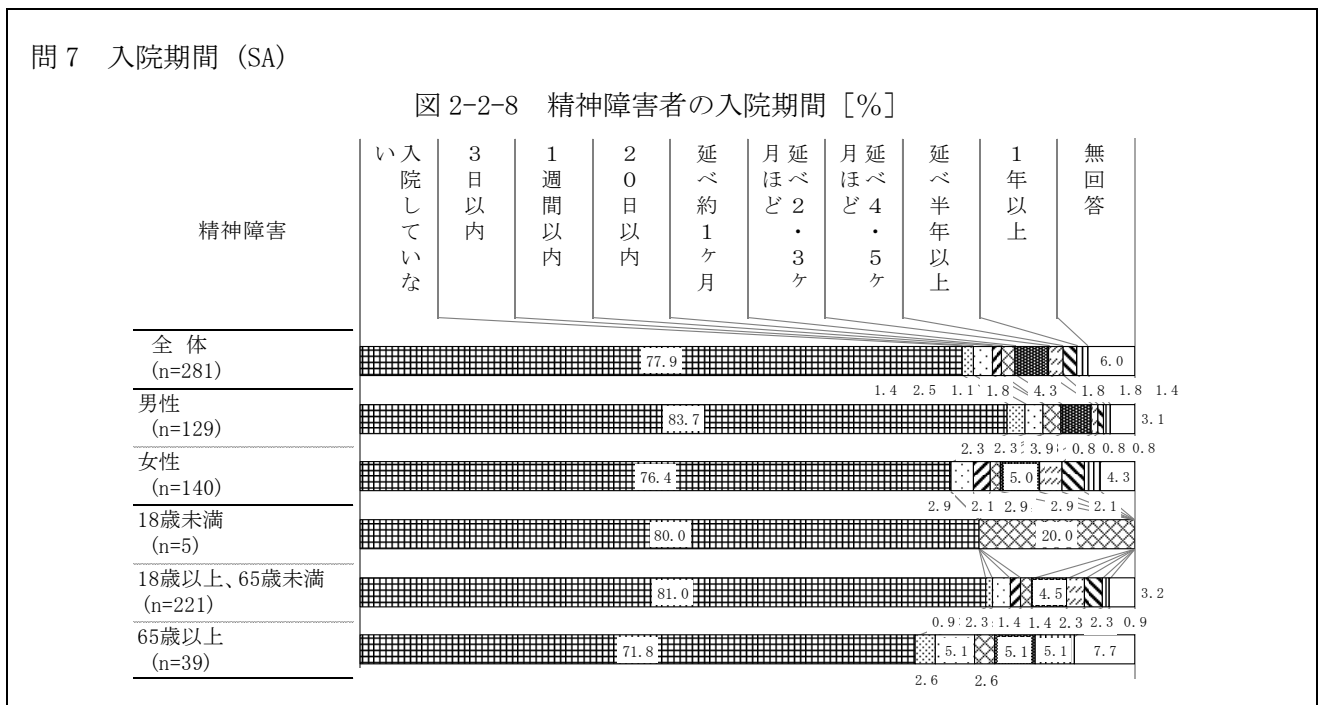 問7 入院期間（SA）
図2-2-8 精神障害者の入院期間［％］
入院していない
3日以内
1週間以内
20日以内
延べ約1ヶ月
延べ2・3ヶ月ほど
延べ4・5ヶ月ほど
延べ半年以上
1年以上
無回答
精神障害
全 体
(n=281)
77.9
6.0
1.4 2.5 1.1 1.8 4.3 1.8 1.8 1.4
男性
(n=129)
83.7
3.1
2.3 2.3 3.9 0.8 0.8 0.8
女性
(n=140)
76.4
5.0
4.3
2.9 2.1 2.9 2.9 2.1
18歳未満
(n=5)
80.0
20.0
18歳以上、65歳未満
(n=221)
81.0
4.5
3.2
0.9 2.3 1.4 1.4 2.3 2.3 0.9
65歳以上
(n=39)
71.8
5.1
5.1
5.1
7.7
2.6 2.6